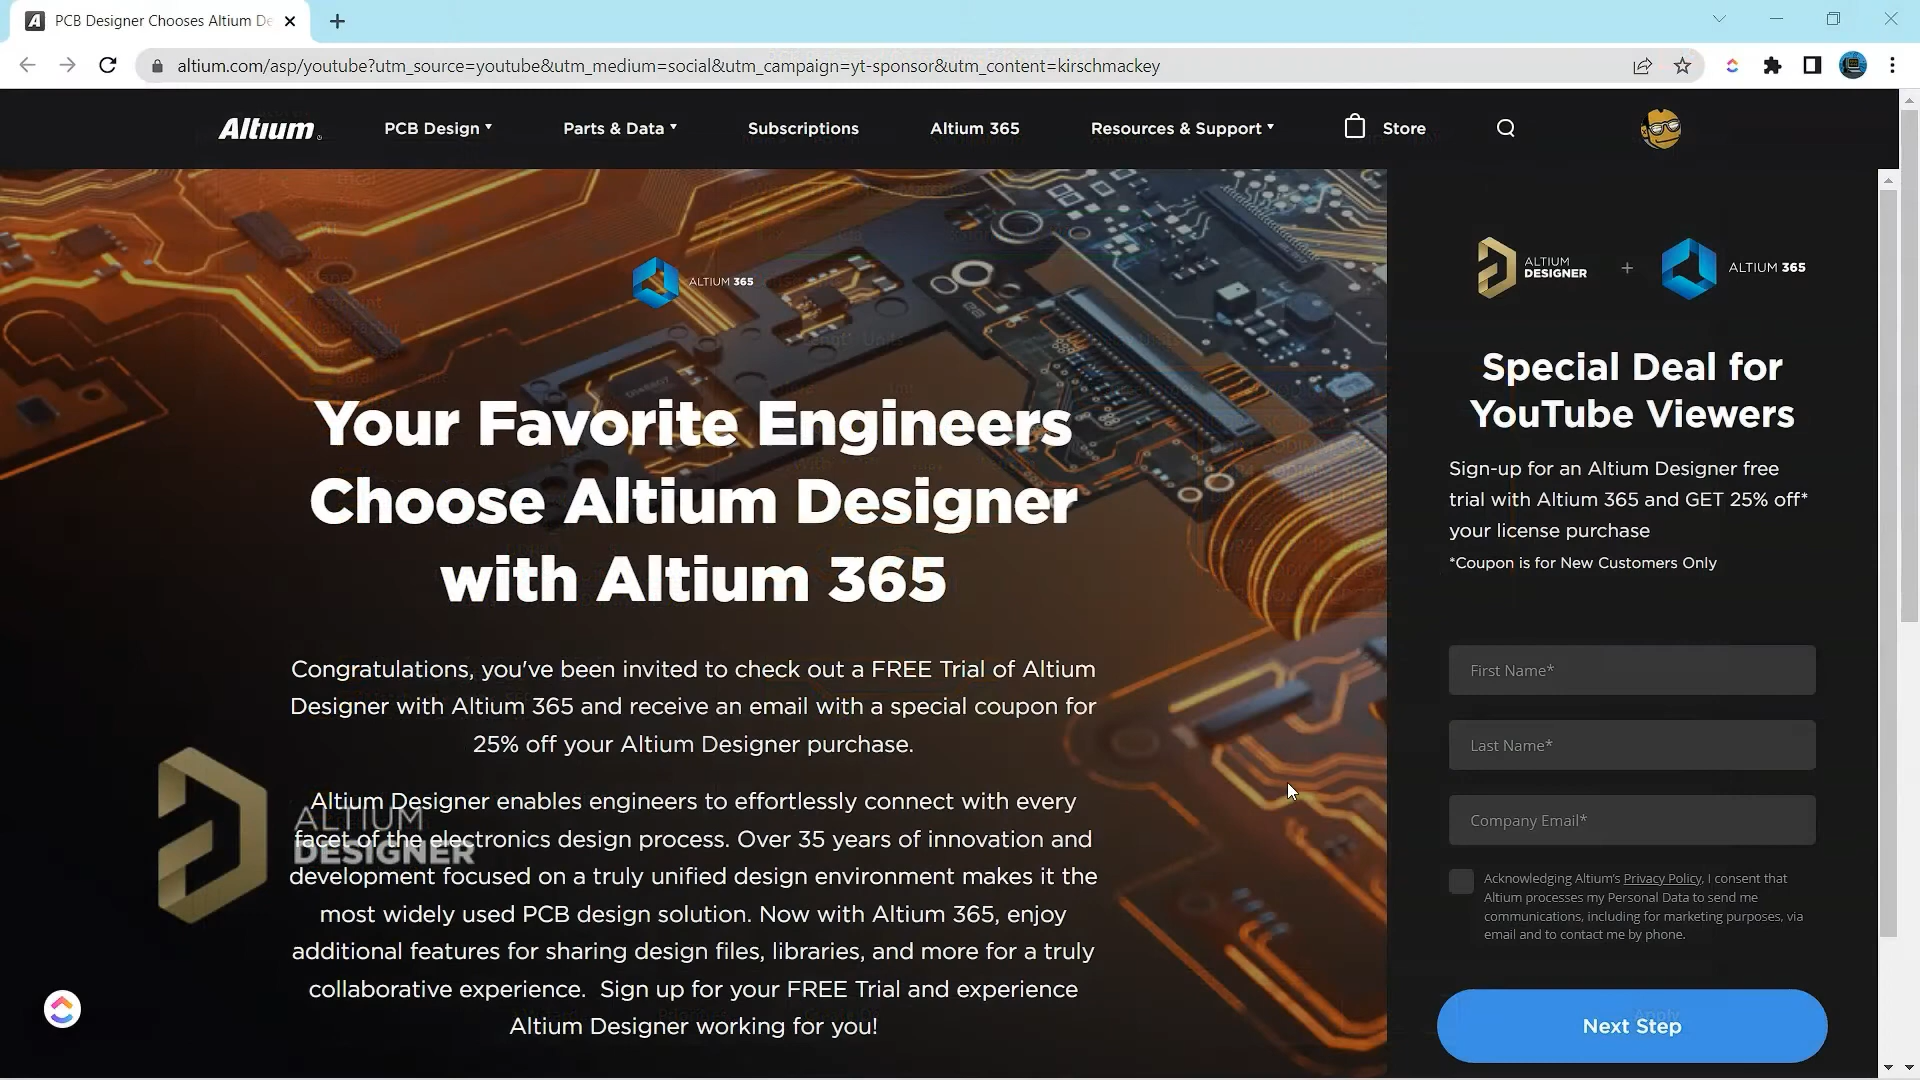 PCB Designer Chooses Altium De
altium.com/asp/youtube?utm_source=youtube&utm_medium=social&utm_campaign=yt-sponsor&utm_content=kirschmackey
Altium
PCB Design
Parts & Data
Subscriptions
Altium 365
Resources & Support
Store
ALTIUM 365
Your Favorite Engineers
Choose Altium Designer
with Altium 365
Congratulations, you've been invited to check out a FREE Trial of Altium
Designer with Altium 365 and receive an email with a special coupon for
25% off your Altium Designer purchase.
Altium Designer enables engineers to effortlessly connect with every
facet of the electronics design process. Over 35 years of innovation and
development focused on a truly unified design environment makes it the
most widely used PCB design solution. Now with Altium 365, enjoy
additional features for sharing design files, libraries, and more for a truly
collaborative experience. Sign up for your FREE Trial and experience
Altium Designer working for you!
ALTIUM
DESIGNER
ALTIUM
DESIGNER
+
ALTIUM 365
Special Deal for
YouTube Viewers
Sign-up for an Altium Designer free
trial with Altium 365 and GET 25% off*
your license purchase
*Coupon is for New Customers Only
First Name*
Last Name*
Company Email*
Acknowledging Altium's Privacy Policy, I consent that
Altium processes my Personal Data to send me
communications, including for marketing purposes, via
email and to contact me by phone.
Next Step